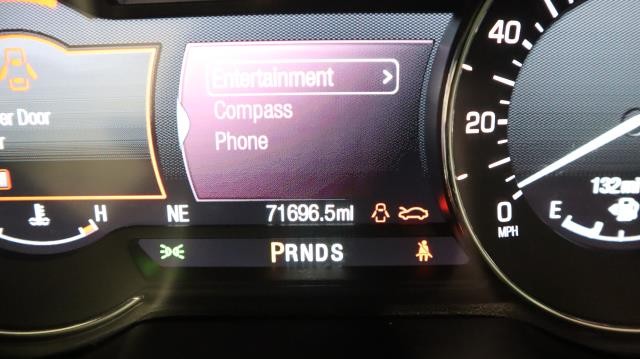 Entertainment >
Compass
Phone
er Door
r
H
NE
71696.5mi
PRNDS
40
20
0
MPH
132mi
E